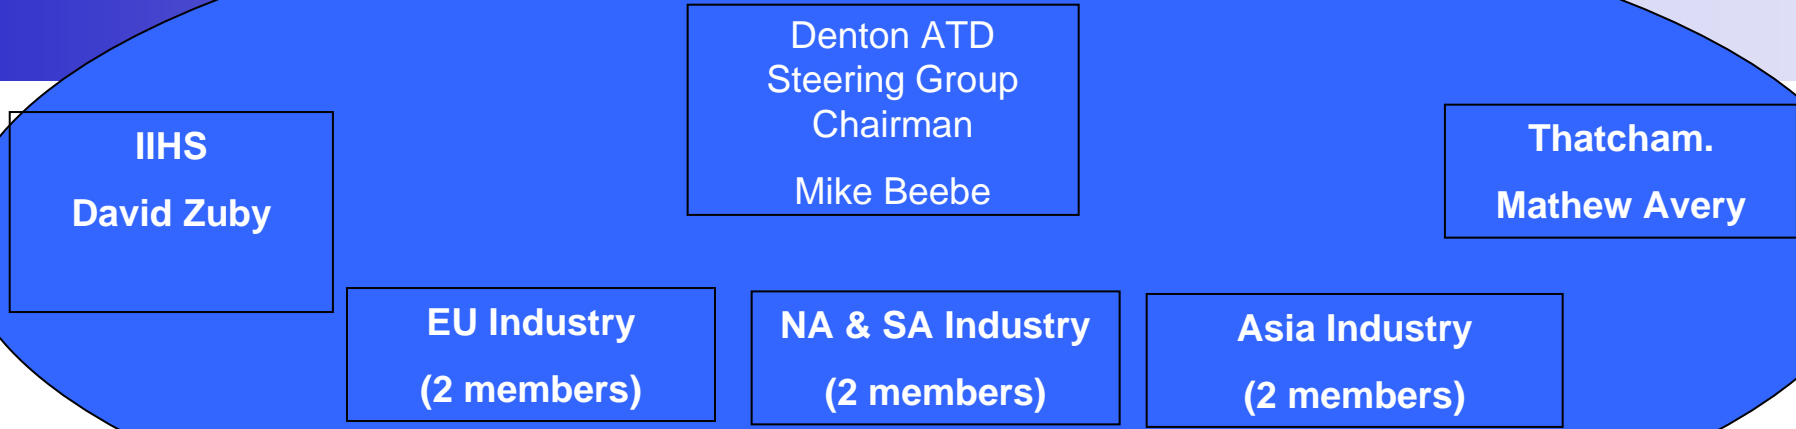 Denton ATD
Steering Group
Chairman
Mike Beebe
IIHS
David Zuby
Thatcham.
Mathew Avery
EU Industry
(2 members)
NA & SA Industry
(2 members)
Asia Industry
(2 members)